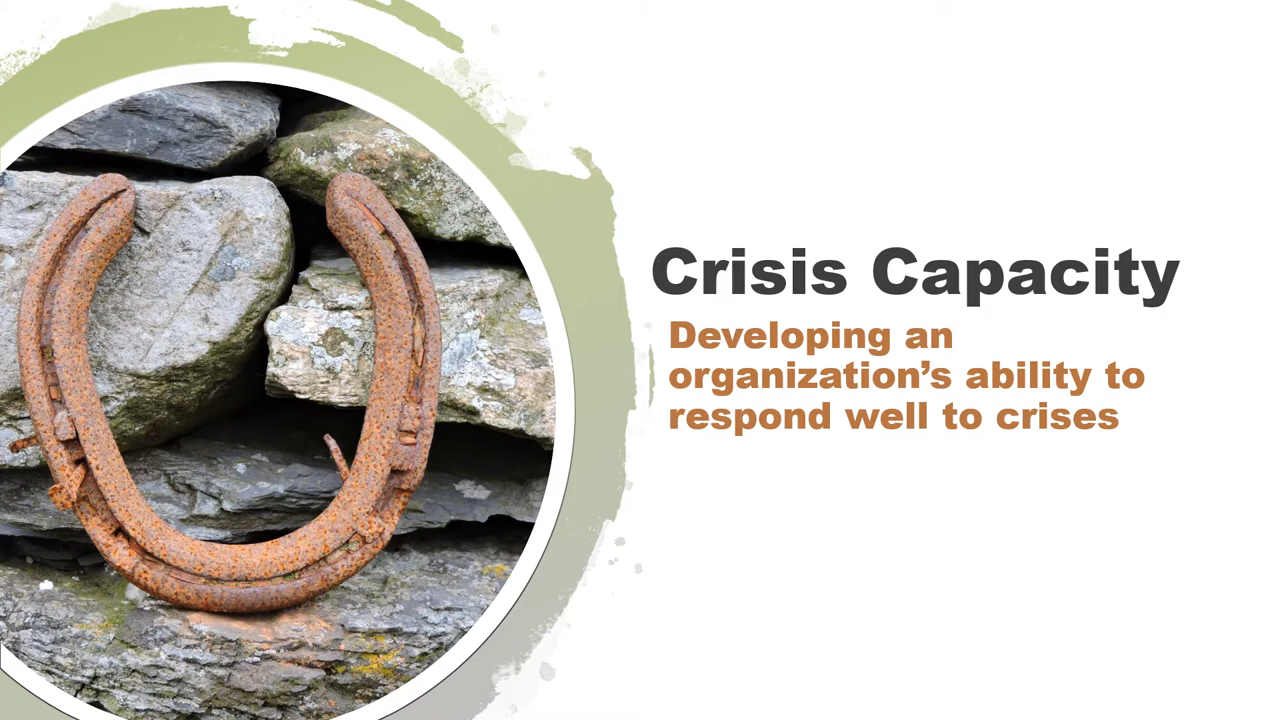 Crisis Capacity
Developing an
organization’s ability to
respond well to crises